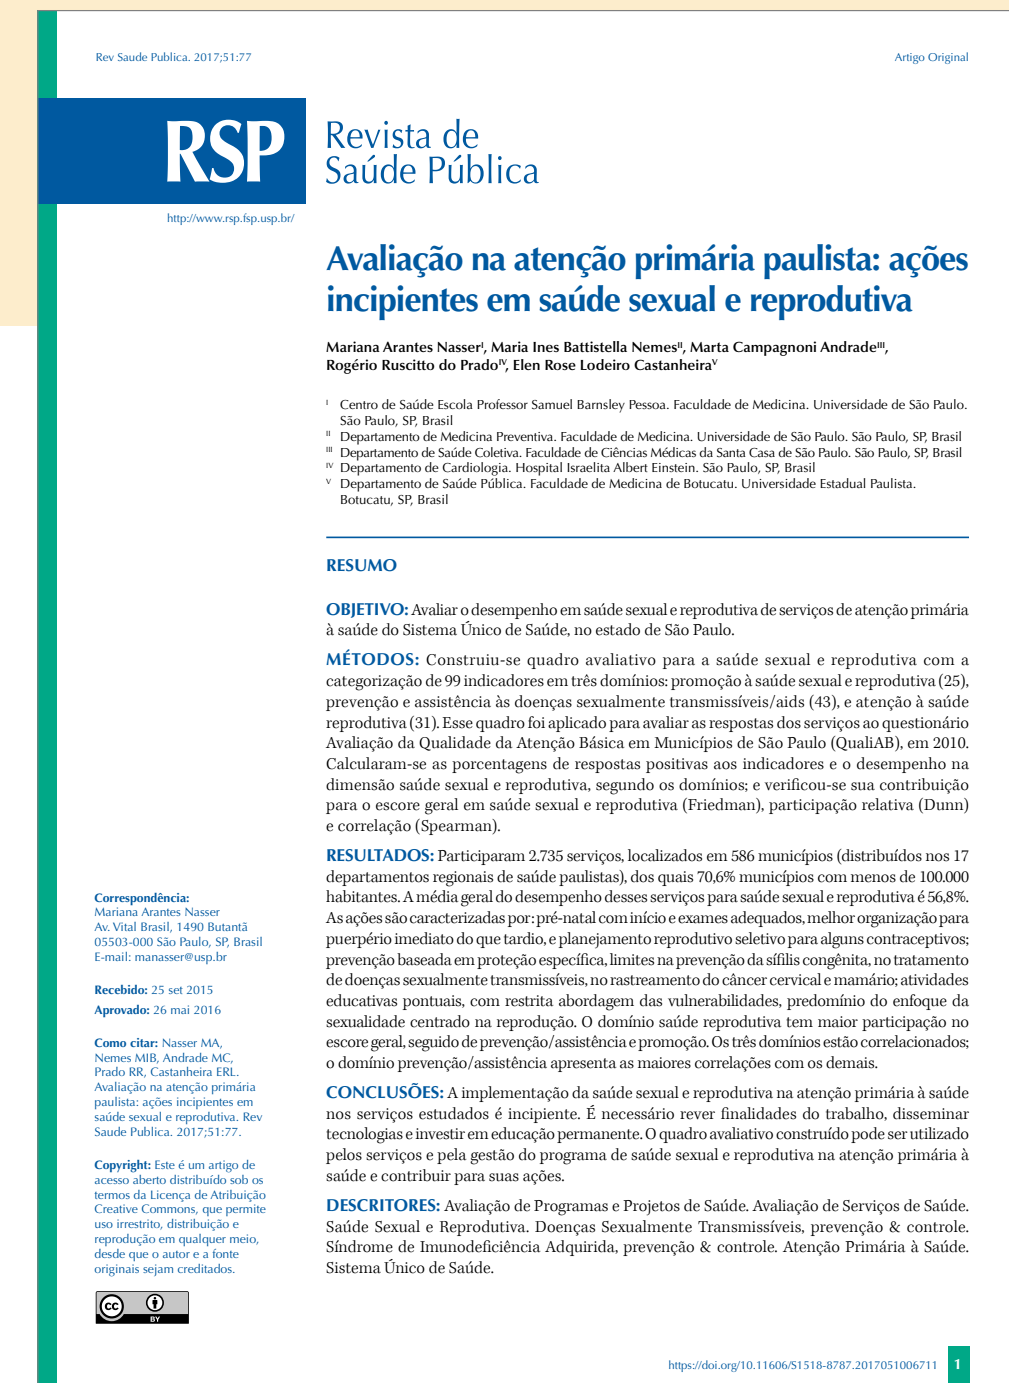 Rev Saude Publica. 2017;51:77
Artigo Original
RSP
Revista de
Saúde Pública
http://www.rsp.fsp.usp.br/
Avaliação na atenção primária paulista: ações
incipientes em saúde sexual e reprodutiva
Mariana Arantes Nasser^I, Maria Ines Battistella Nemes^II, Marta Campagnoni Andrade^III,
Rogério Ruscitto do Prado^IV, Elen Rose Lodeiro Castanheira^V
I Centro de Saúde Escola Professor Samuel Barnsley Pessoa. Faculdade de Medicina. Universidade de São Paulo.
São Paulo, SP, Brasil
II Departamento de Medicina Preventiva. Faculdade de Medicina. Universidade de São Paulo. São Paulo, SP, Brasil
III Departamento de Saúde Coletiva. Faculdade de Ciências Médicas da Santa Casa de São Paulo. São Paulo, SP, Brasil
IV Departamento de Cardiologia. Hospital Israelita Albert Einstein. São Paulo, SP, Brasil
V Departamento de Saúde Pública. Faculdade de Medicina de Botucatu. Universidade Estadual Paulista.
Botucatu, SP, Brasil
RESUMO
OBJETIVO: Avaliar o desempenho em saúde sexual e reprodutiva de serviços de atenção primária
à saúde do Sistema Único de Saúde, no estado de São Paulo.
MÉTODOS: Construiu-se quadro avaliativo para a saúde sexual e reprodutiva com a
categorização de 99 indicadores em três domínios: promoção à saúde sexual e reprodutiva (25),
prevenção e assistência às doenças sexualmente transmissíveis/aids (43), e atenção à saúde
reprodutiva (31). Esse quadro foi aplicado para avaliar as respostas dos serviços ao questionário
Avaliação da Qualidade da Atenção Básica em Municípios de São Paulo (QualiAB), em 2010.
Calcularam-se as porcentagens de respostas positivas aos indicadores e o desempenho na
dimensão saúde sexual e reprodutiva, segundo os domínios; e verificou-se sua contribuição
para o escore geral em saúde sexual e reprodutiva (Friedman), participação relativa (Dunn)
e correlação (Spearman).
RESULTADOS: Participaram 2.735 serviços, localizados em 586 municípios (distribuídos nos 17
departamentos regionais de saúde paulistas), dos quais 70,6% municípios com menos de 100.000
habitantes. A média geral do desempenho desses serviços para saúde sexual e reprodutiva é 56,8%.
As ações são caracterizadas por: pré-natal com início e exames adequados, melhor organização para
puerpério imediato do que tardio, e planejamento reprodutivo seletivo para alguns contraceptivos;
prevenção baseada em proteção específica, limites na prevenção da sífilis congênita, no tratamento
de doenças sexualmente transmissíveis, no rastreamento do câncer cervical e mamário; atividades
educativas pontuais, com restrita abordagem das vulnerabilidades, predomínio do enfoque da
sexualidade centrado na reprodução. O domínio saúde reprodutiva tem maior participação no
escore geral, seguido de prevenção/assistência e promoção. Os três domínios estão correlacionados;
o domínio prevenção/assistência apresenta as maiores correlações com os demais.
CONCLUSÕES: A implementação da saúde sexual e reprodutiva na atenção primária à saúde
nos serviços estudados é incipiente. É necessário rever finalidades do trabalho, disseminar
tecnologias e investir em educação permanente. O quadro avaliativo construído pode ser utilizado
pelos serviços e pela gestão do programa de saúde sexual e reprodutiva na atenção primária à
saúde e contribuir para suas ações.
DESCRITORES: Avaliação de Programas e Projetos de Saúde. Avaliação de Serviços de Saúde.
Saúde Sexual e Reprodutiva. Doenças Sexualmente Transmissíveis, prevenção & controle.
Síndrome de Imunodeficiência Adquirida, prevenção & controle. Atenção Primária à Saúde.
Sistema Único de Saúde.
Correspondência:
Mariana Arantes Nasser
Av. Vital Brasil, 1490 Butantã
05503-000 São Paulo, SP, Brasil
E-mail: manasser@usp.br
Recebido: 25 set 2015
Aprovado: 26 mai 2016
Como citar: Nasser MA,
Nemes MIB, Andrade MC,
Prado RR, Castanheira ERL.
Avaliação na atenção primária
paulista: ações incipientes em
saúde sexual e reprodutiva. Rev
Saude Publica. 2017;51:77.
Copyright: Este é um artigo de
acesso aberto distribuído sob os
termos da Licença de Atribuição
Creative Commons, que permite
uso irrestrito, distribuição e
reprodução em qualquer meio,
desde que o autor e a fonte
originais sejam creditados.
cc
BY
https://doi.org/10.11606/S1518-8787.2017051006711
1